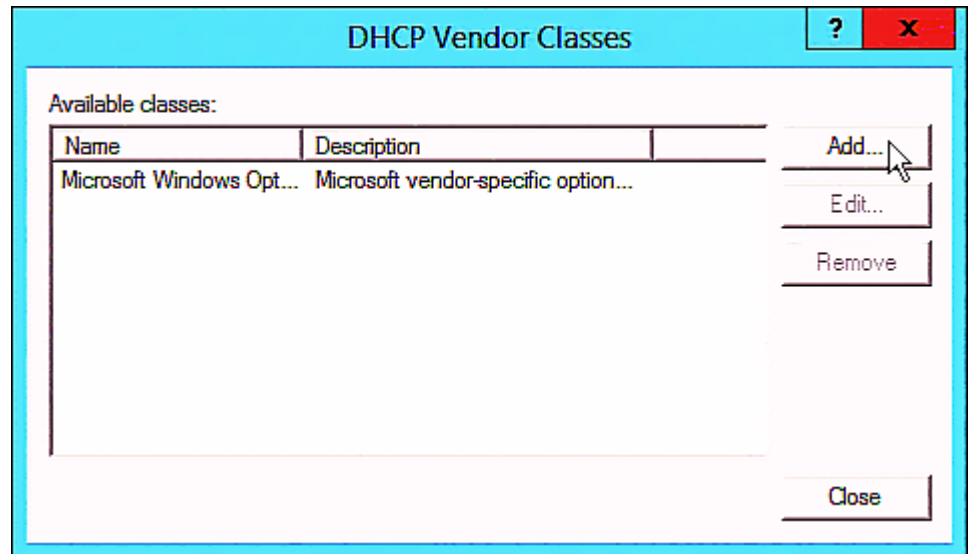 DHCP Vendor Classes ? x
Available classes:
Name Description
Add...
Microsoft Windows Opt... Microsoft vendor-specific option...
Edit...
Remove
Close